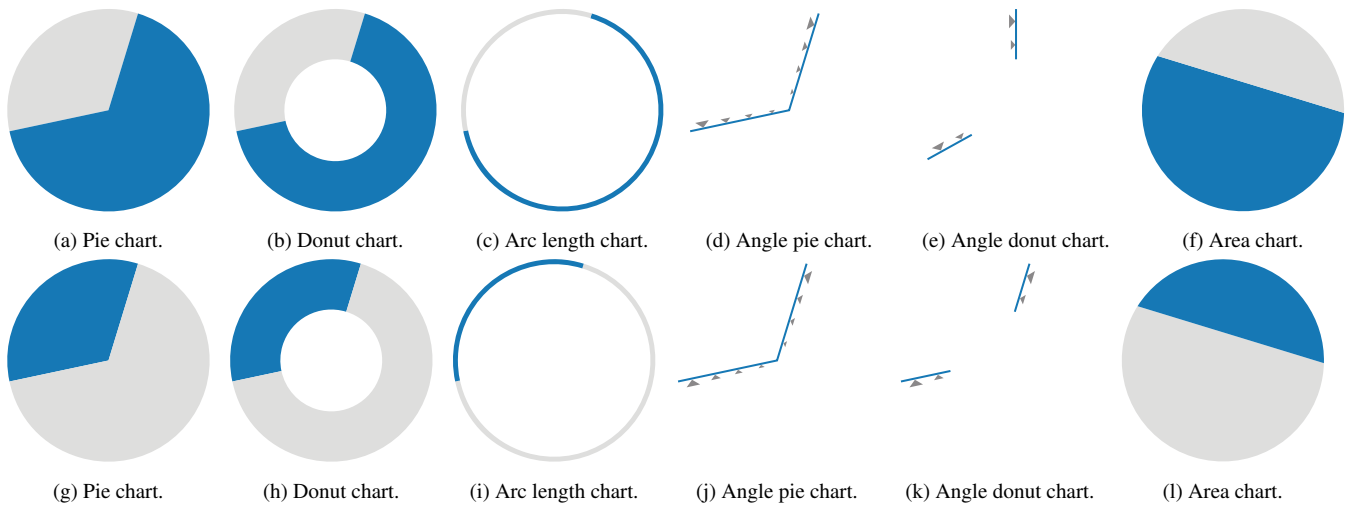 (a) Pie chart. (b) Donut chart. (c) Arc length chart. (d) Angle pie chart. (e) Angle donut chart. (f) Area chart.
(g) Pie chart. (h) Donut chart. (i) Arc length chart. (j) Angle pie chart. (k) Angle donut chart. (l) Area chart.